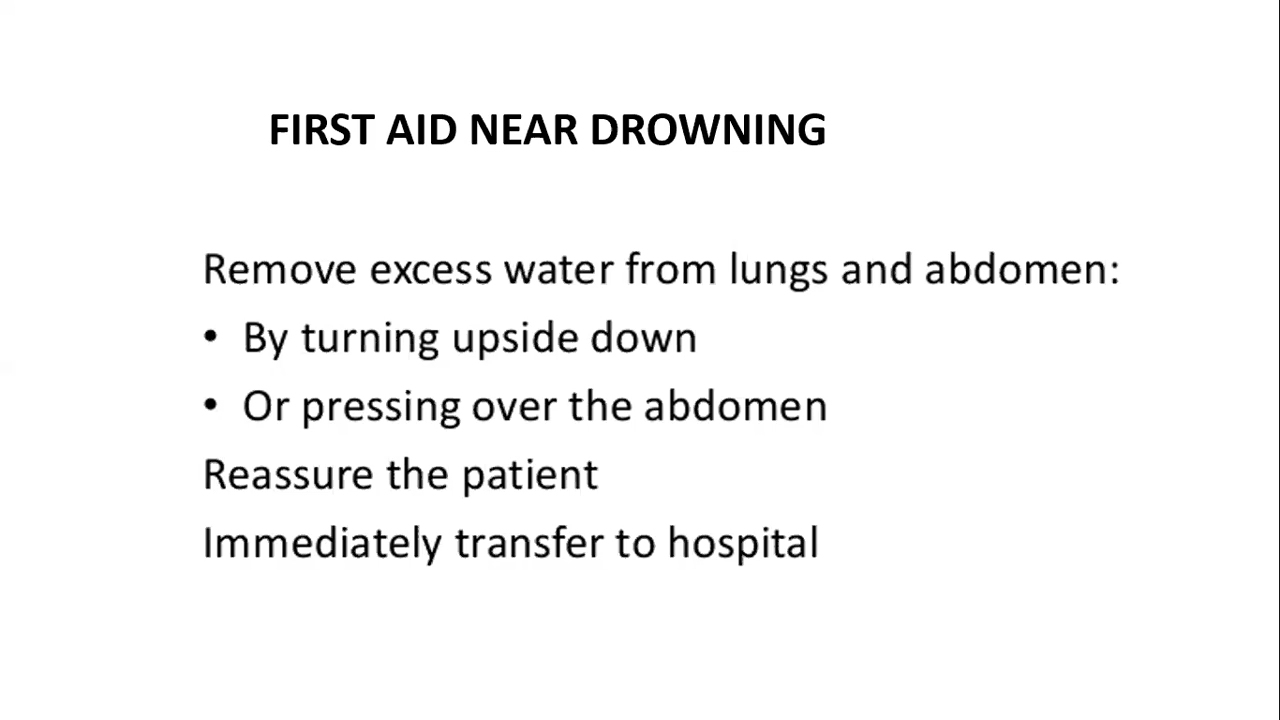 FIRST AID NEAR DROWNING
Remove excess water from lungs and abdomen:
• By turning upside down
• Or pressing over the abdomen
Reassure the patient
Immediately transfer to hospital